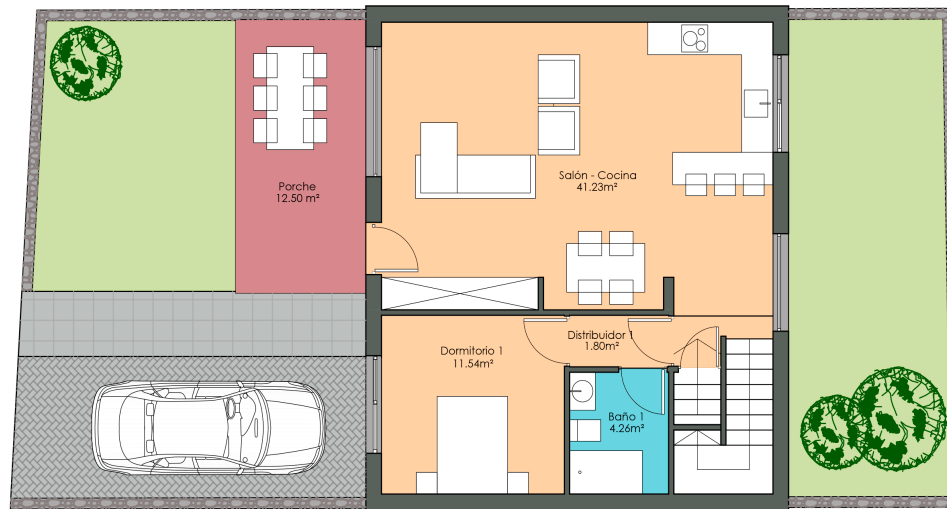 Salón - Cocina
41.23m²
Porche
12.50 m²
Distribuidor 1
1.80m²
Dormitorio 1
11.54m²
Baño 1
4.26m²